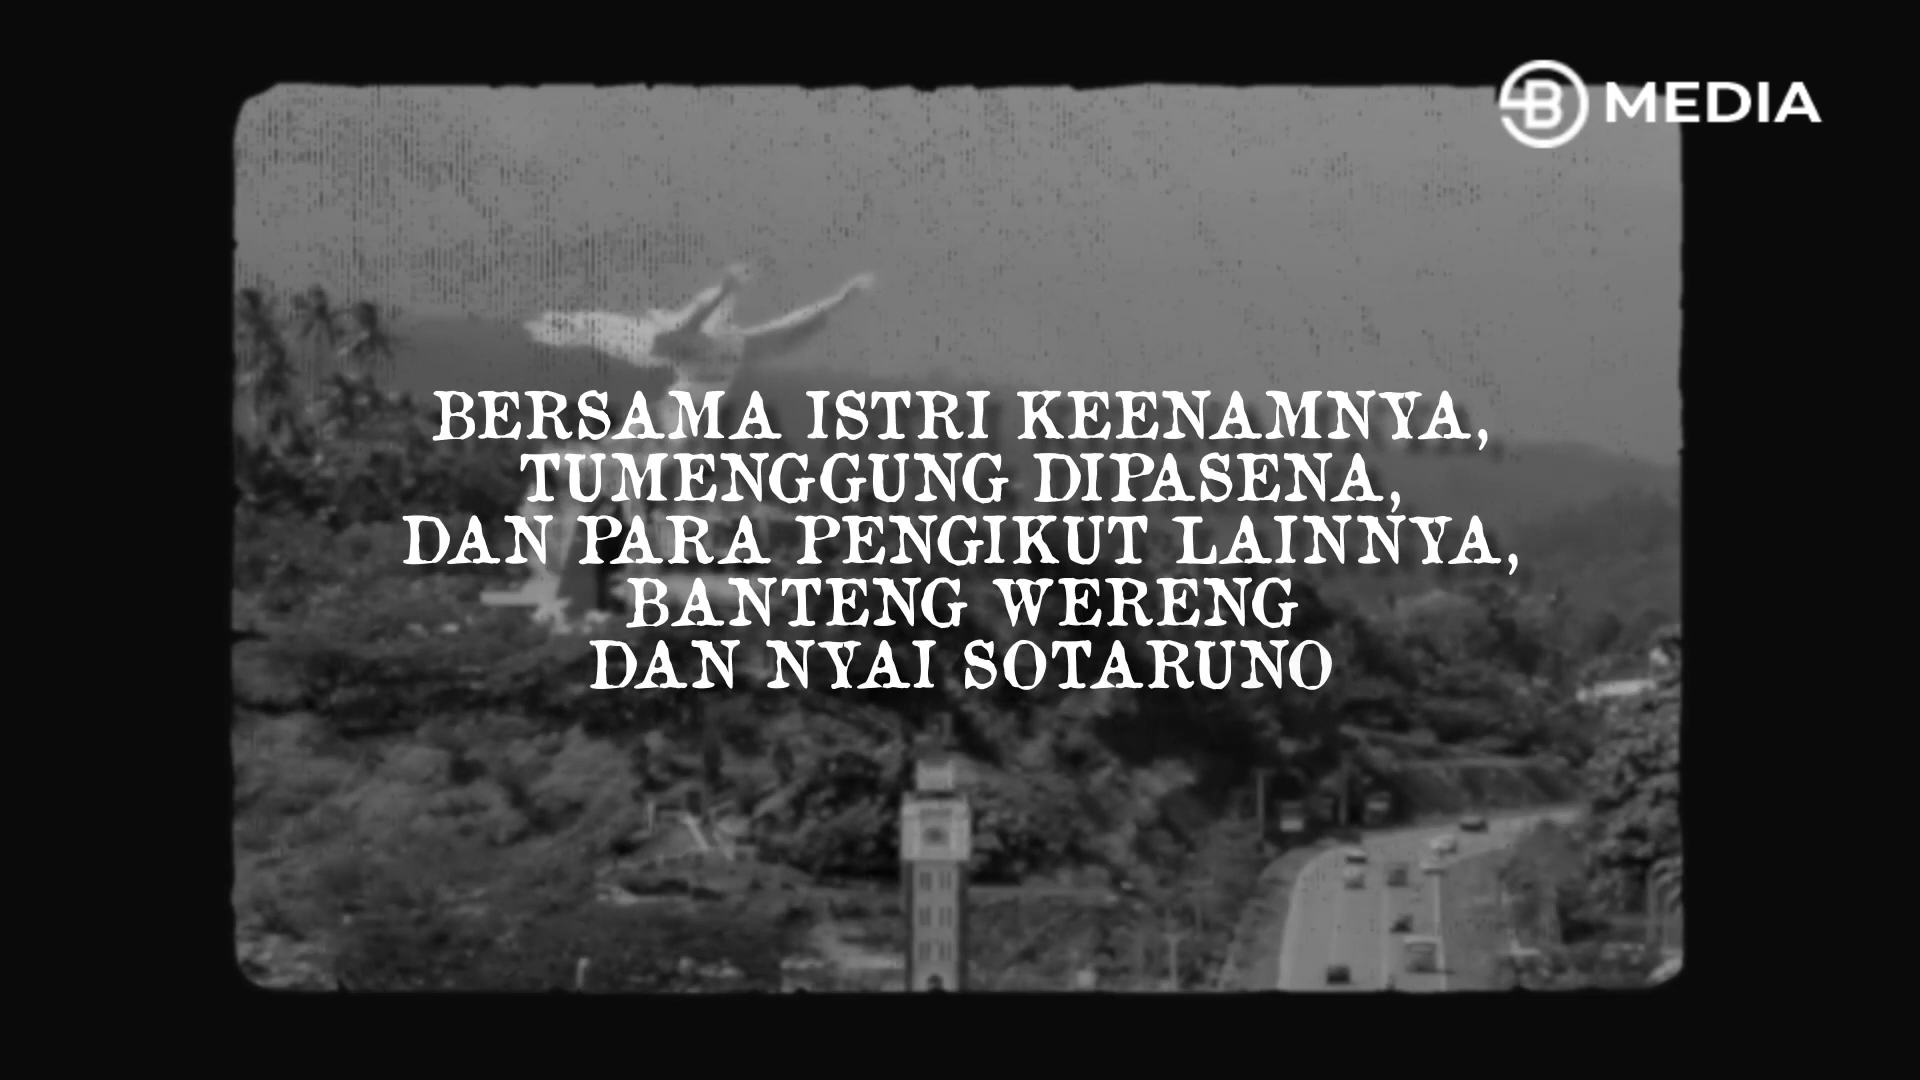 B MEDIA
BERSAMA ISTRI KEENAMNYA,
TUMENGGUNG DIPASENA,
DAN PARA PENGIKUT LAINNYA,
BANTENG WERENG
DAN NYAI SOTARUNO